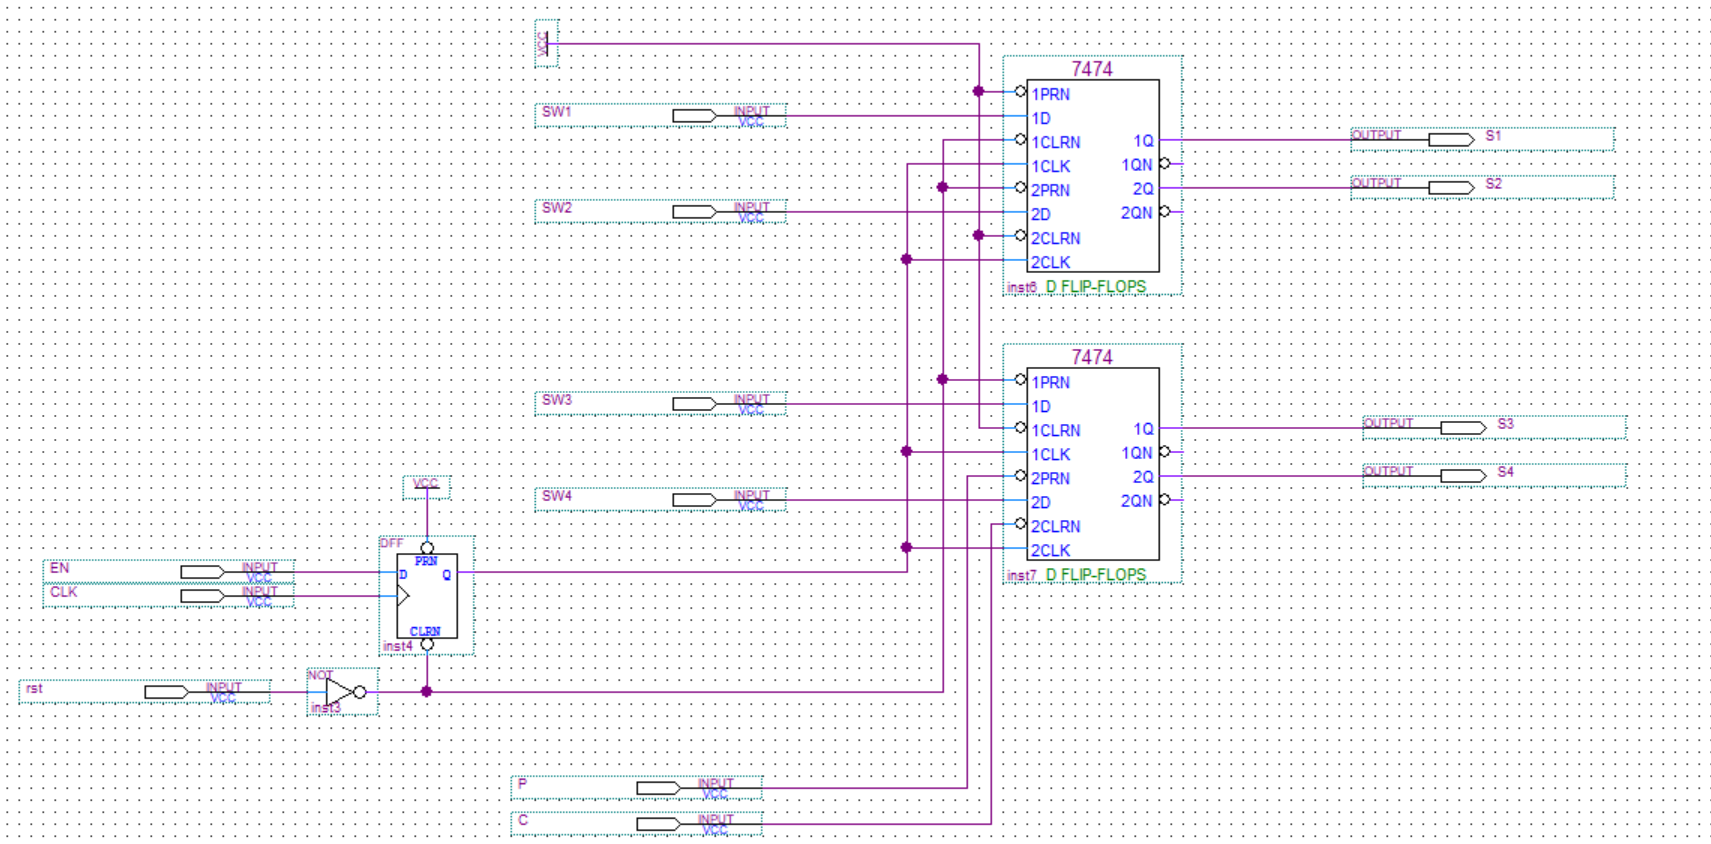 VCC
7474
1PRN
SW1 INPUT
VCC
1D
1CLRN
1Q
OUTPUT S1
1CLK
1QN
2PRN
2Q
OUTPUT S2
SW2 INPUT
VCC
2D
2QN
2CLRN
2CLK
inst6 D FLIP-FLOPS
7474
1PRN
SW3 INPUT
VCC
1D
1CLRN
1Q
OUTPUT S3
1CLK
1QN
2PRN
2Q
OUTPUT S4
SW4 INPUT
VCC
2D
2QN
2CLRN
2CLK
inst7 D FLIP-FLOPS
VCC
DFF
PRN
EN INPUT
VCC
D Q
CLK INPUT
VCC
CLRN
inst4
rst INPUT
VCC
NOT
inst3
P INPUT
VCC
C INPUT
VCC